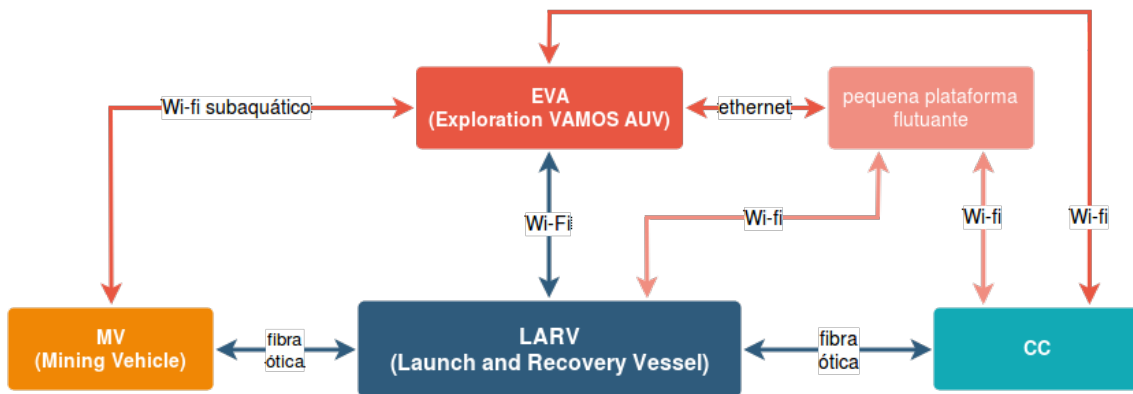 EVA
(Exploration VAMOS AUV)
pequena plataforma
flutuante
Wi-fi subaquático
ethernet
Wi-Fi
Wi-fi
Wi-fi
Wi-fi
MV
(Mining Vehicle)
fibra
ótica
LARV
(Launch and Recovery Vessel)
fibra
ótica
CC